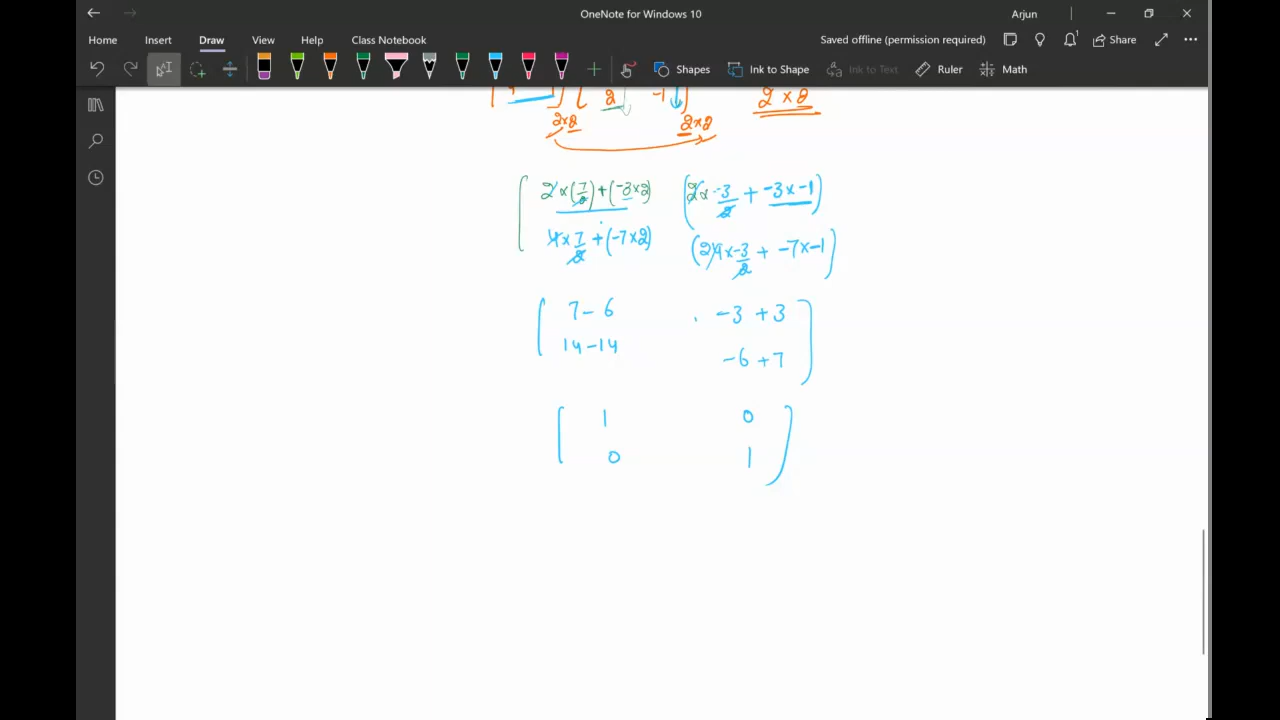 OneNote for Windows 10
Arjun
Home Insert Draw View Help Class Notebook
Saved offline (permission required) Share
Shapes Ink to Shape Ink to Text Ruler Math
2 -1 2 × 2
2×2 2×2
2 × (7/2) + (-3×2) (2× -3/2 + -3 × -1)
4 × 7/2 + (-7×2) (2 4 × -3/2 + -7 × -1)
7 - 6 -3 + 3
14 - 14 -6 + 7
1 0
0 1